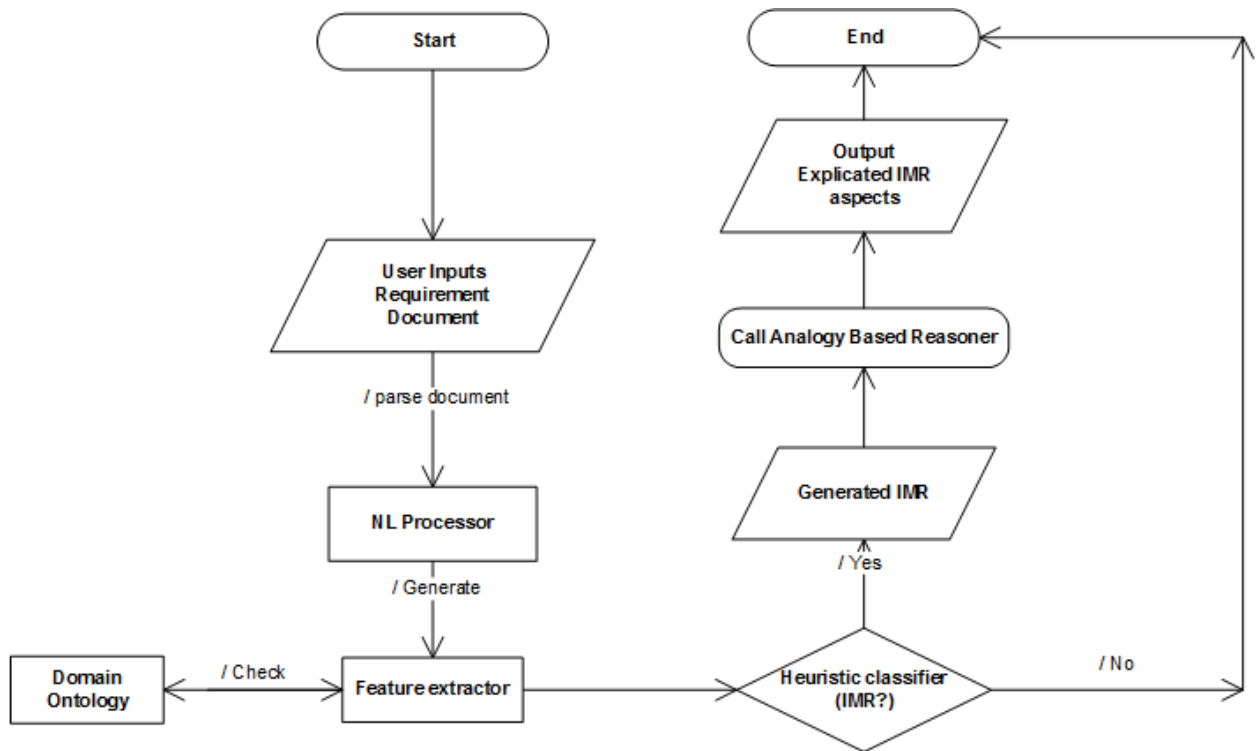 Start
User Inputs
Requirement
Document
/ parse document
NL Processor
/ Generate
Feature extractor
/ Check
Domain
Ontology
Heuristic classifier
(IMR?)
/ No
/ Yes
Generated IMR
Call Analogy Based Reasoner
Output
Explicated IMR
aspects
End